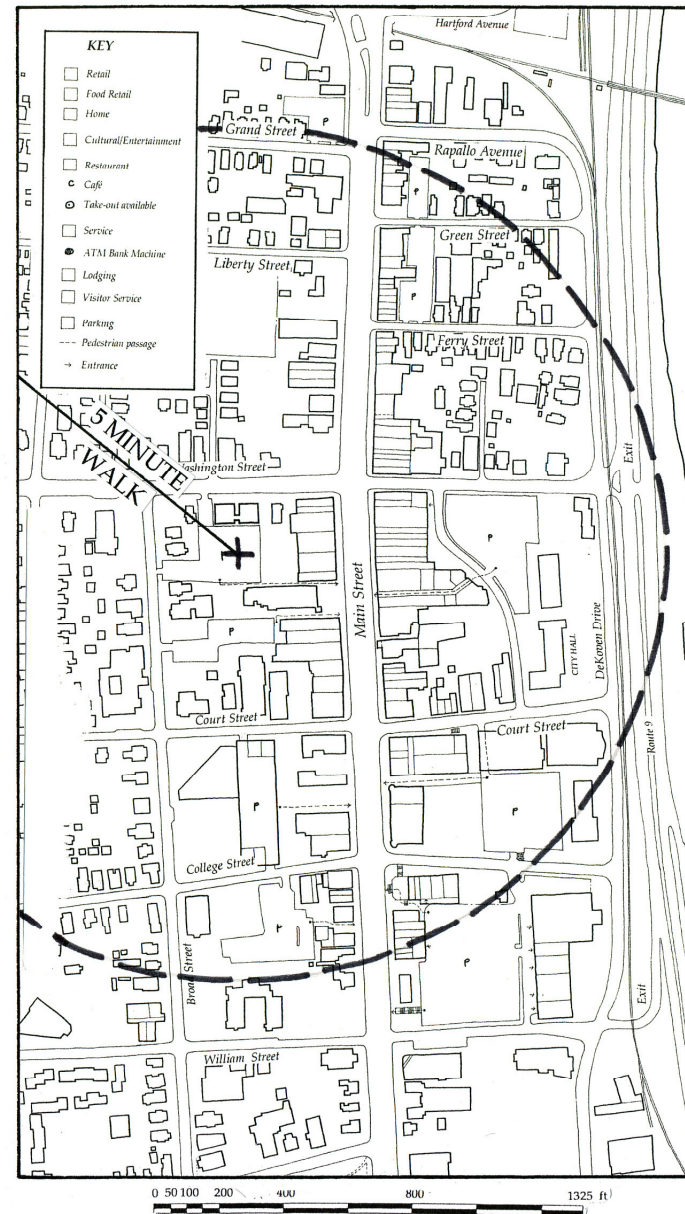 Hartford Avenue
KEY
Retail
Food Retail
Home
Cultural/Entertainment
Restaurant
Café
Take-out available
Service
ATM Bank Machine
Lodging
Visitor Service
Parking
Pedestrian passage
Entrance
P
Grand Street
Rapallo Avenue
P
Green Street
Liberty Street
P
Ferry Street
5 MINUTE
WALK
ashington Street
Exit
P
Main Street
P
CITY HALL
DeKoven Drive
Court Street
Court Street
Route 9
P
P
College Street
P
Broad Street
P
Exit
William Street
0 50 100 200 400 800 1325 ft)